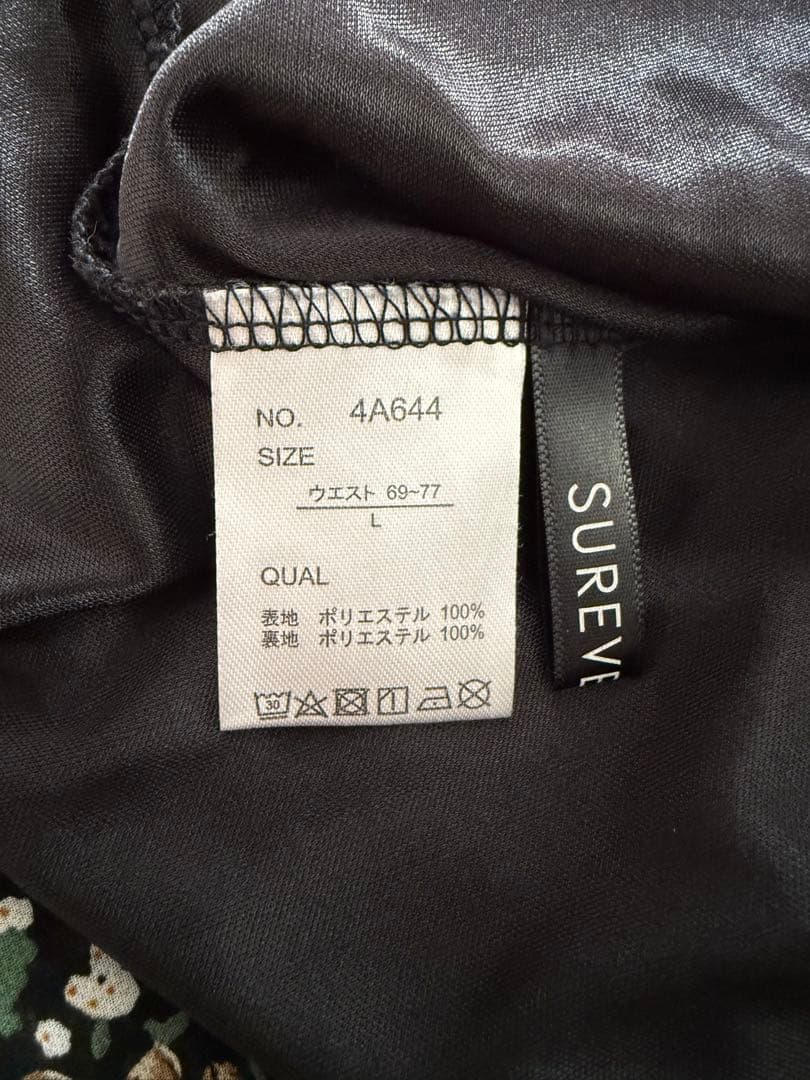 NO. 4A644
SIZE
ウエスト 69~77
L
QUAL
表地 ポリエステル 100%
裏地 ポリエステル 100%
30
SUREVE